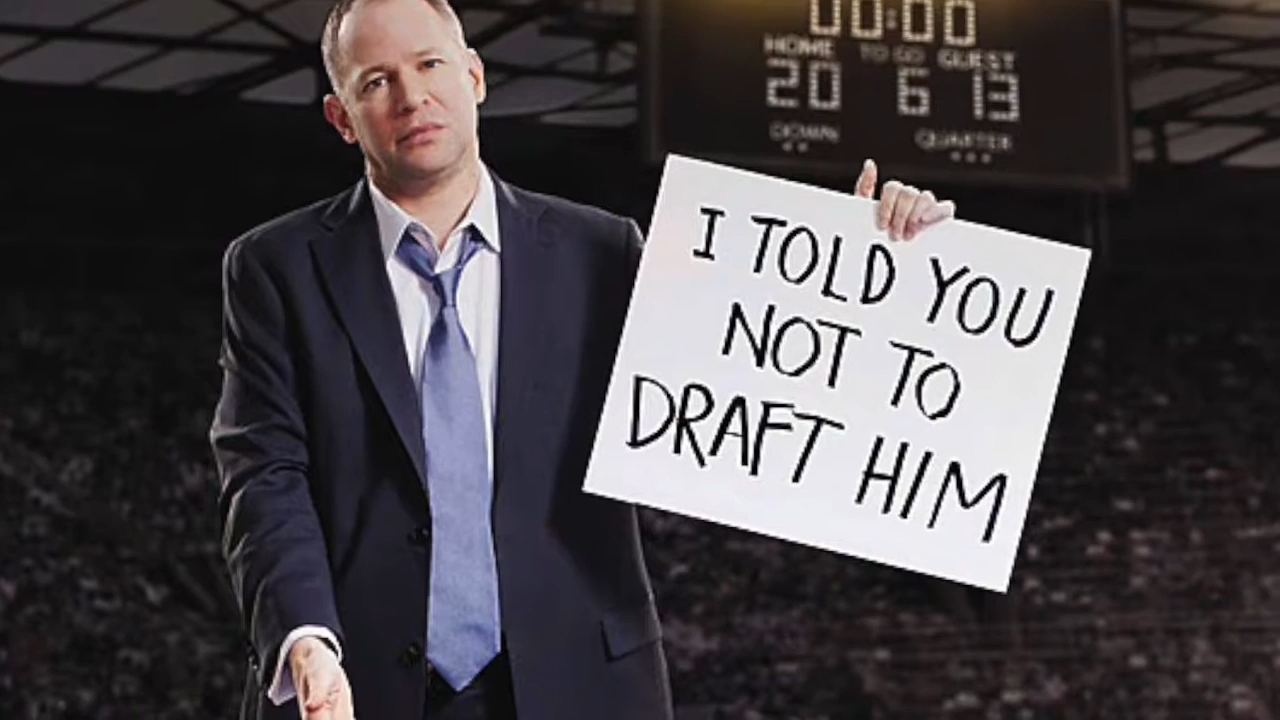 00:00
HOME TO GO GUEST
20 6 13
DOWN QUARTER
I TOLD YOU
NOT TO
DRAFT HIM